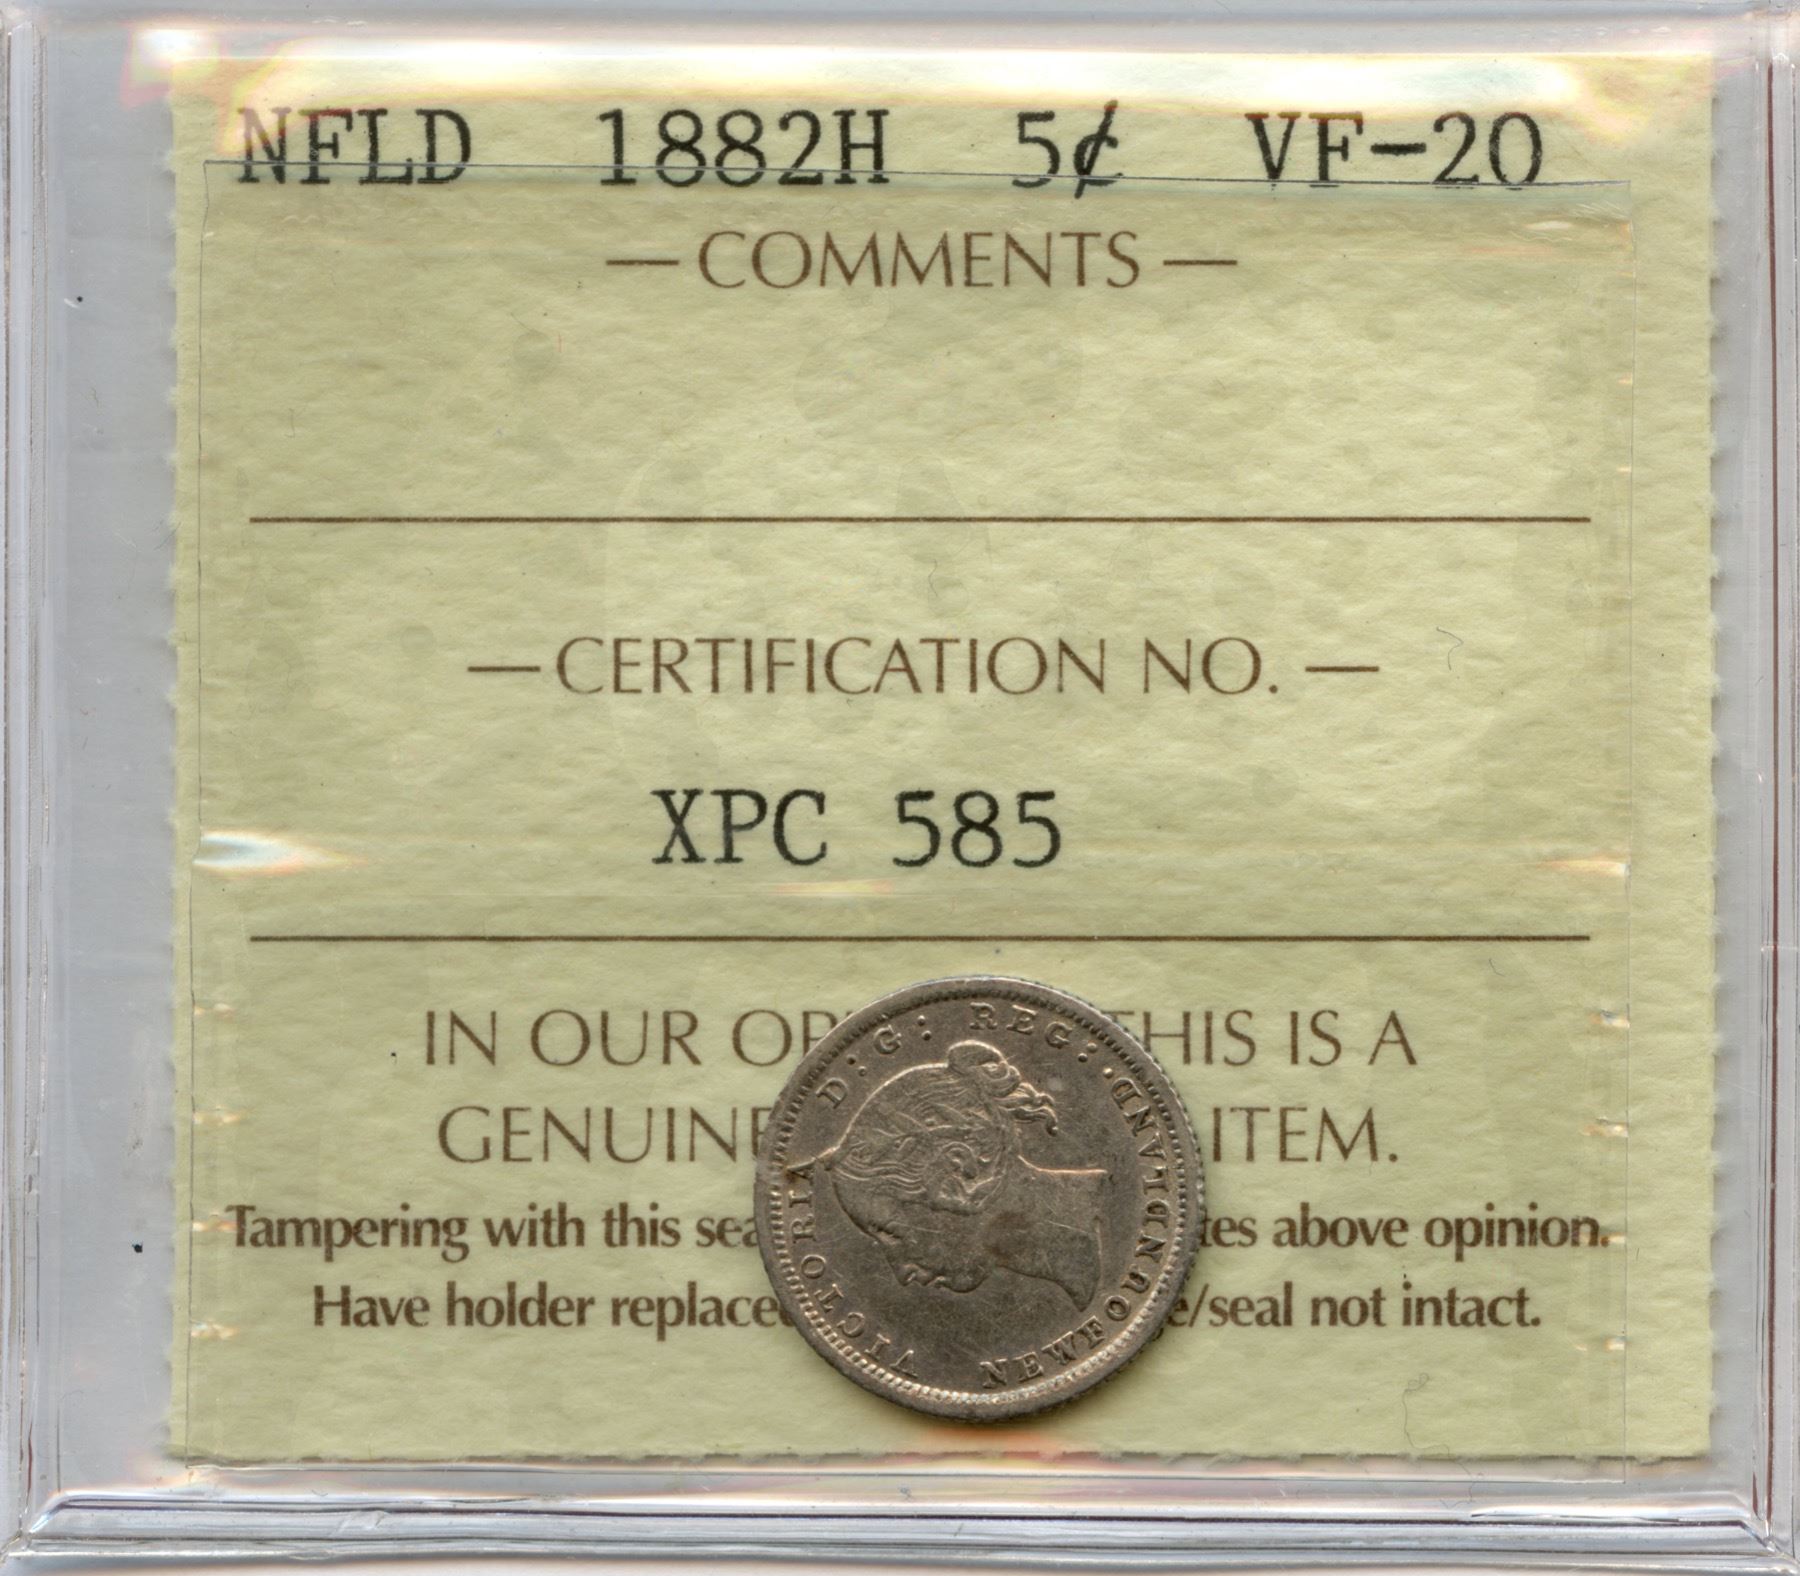 NFLD 1882H 5¢ VF-20
— COMMENTS —
— CERTIFICATION NO. —
XPC 585
IN OUR OP THIS IS A
GENUINE ITEM.
Tampering with this sea tes above opinion.
Have holder replaced e/seal not intact.
VICTORIA D:G: REG:
NEWFOUNDLAND.